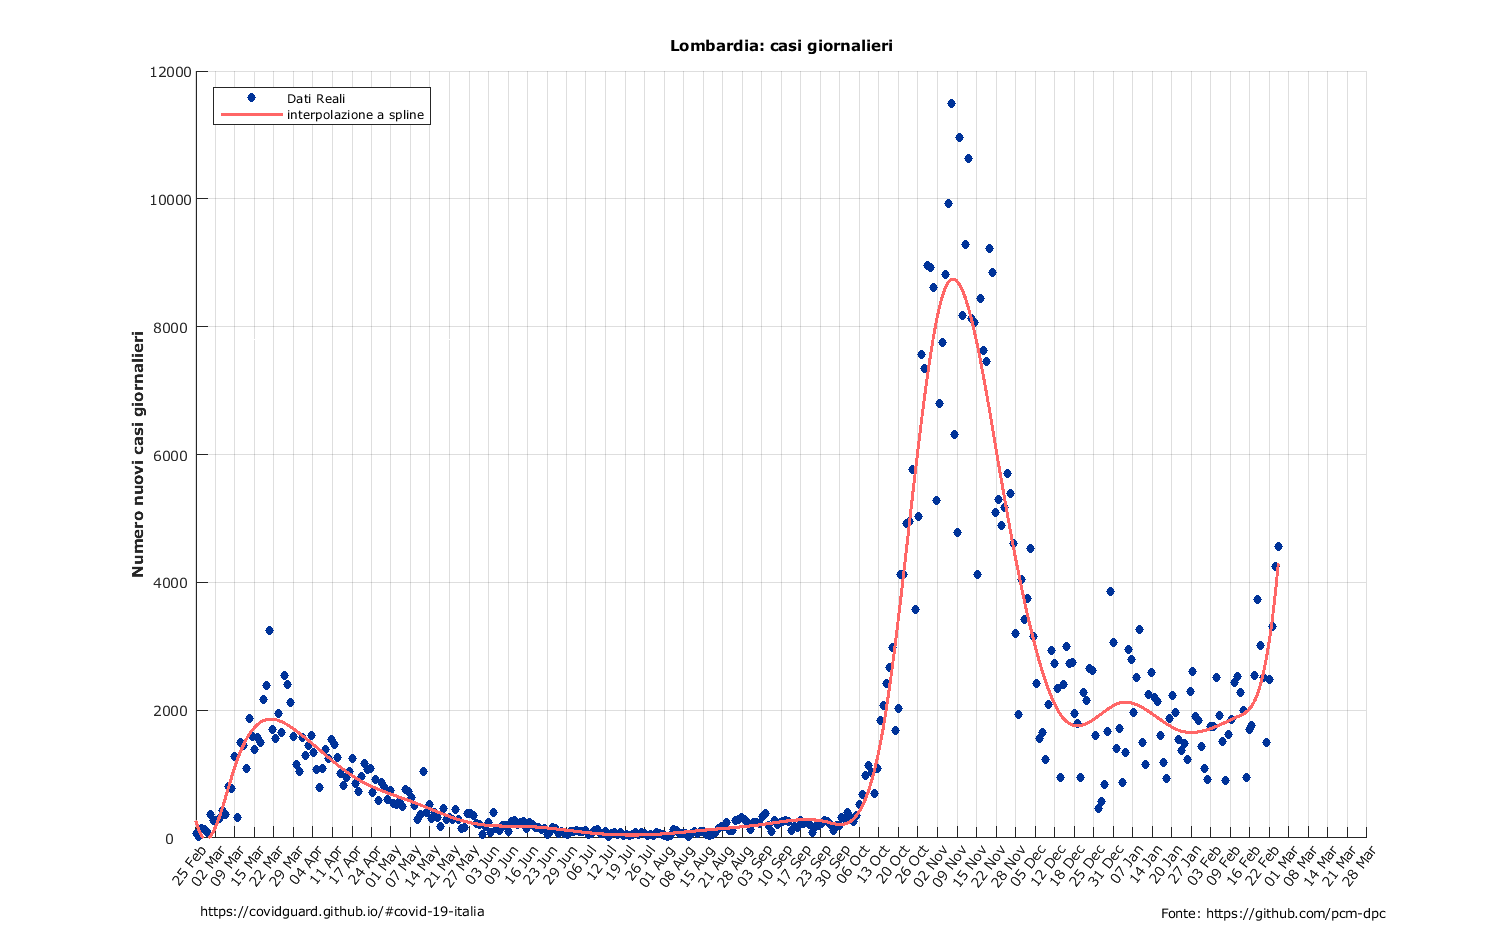 Lombardia: casi giornalieri
Dati Reali
interpolazione a spline
Numero nuovi casi giornalieri
12000
10000
8000
6000
4000
2000
0
25 Feb
02 Mar
09 Mar
15 Mar
22 Mar
29 Mar
04 Apr
11 Apr
17 Apr
24 Apr
01 May
07 May
14 May
21 May
27 May
03 Jun
09 Jun
16 Jun
23 Jun
29 Jun
06 Jul
12 Jul
19 Jul
26 Jul
01 Aug
08 Aug
15 Aug
21 Aug
28 Aug
03 Sep
10 Sep
17 Sep
23 Sep
30 Sep
06 Oct
13 Oct
20 Oct
26 Oct
02 Nov
09 Nov
15 Nov
22 Nov
28 Nov
05 Dec
12 Dec
18 Dec
25 Dec
31 Dec
07 Jan
14 Jan
20 Jan
27 Jan
03 Feb
09 Feb
16 Feb
22 Feb
01 Mar
08 Mar
14 Mar
21 Mar
28 Mar
https://covidguard.github.io/#covid-19-italia
Fonte: https://github.com/pcm-dpc